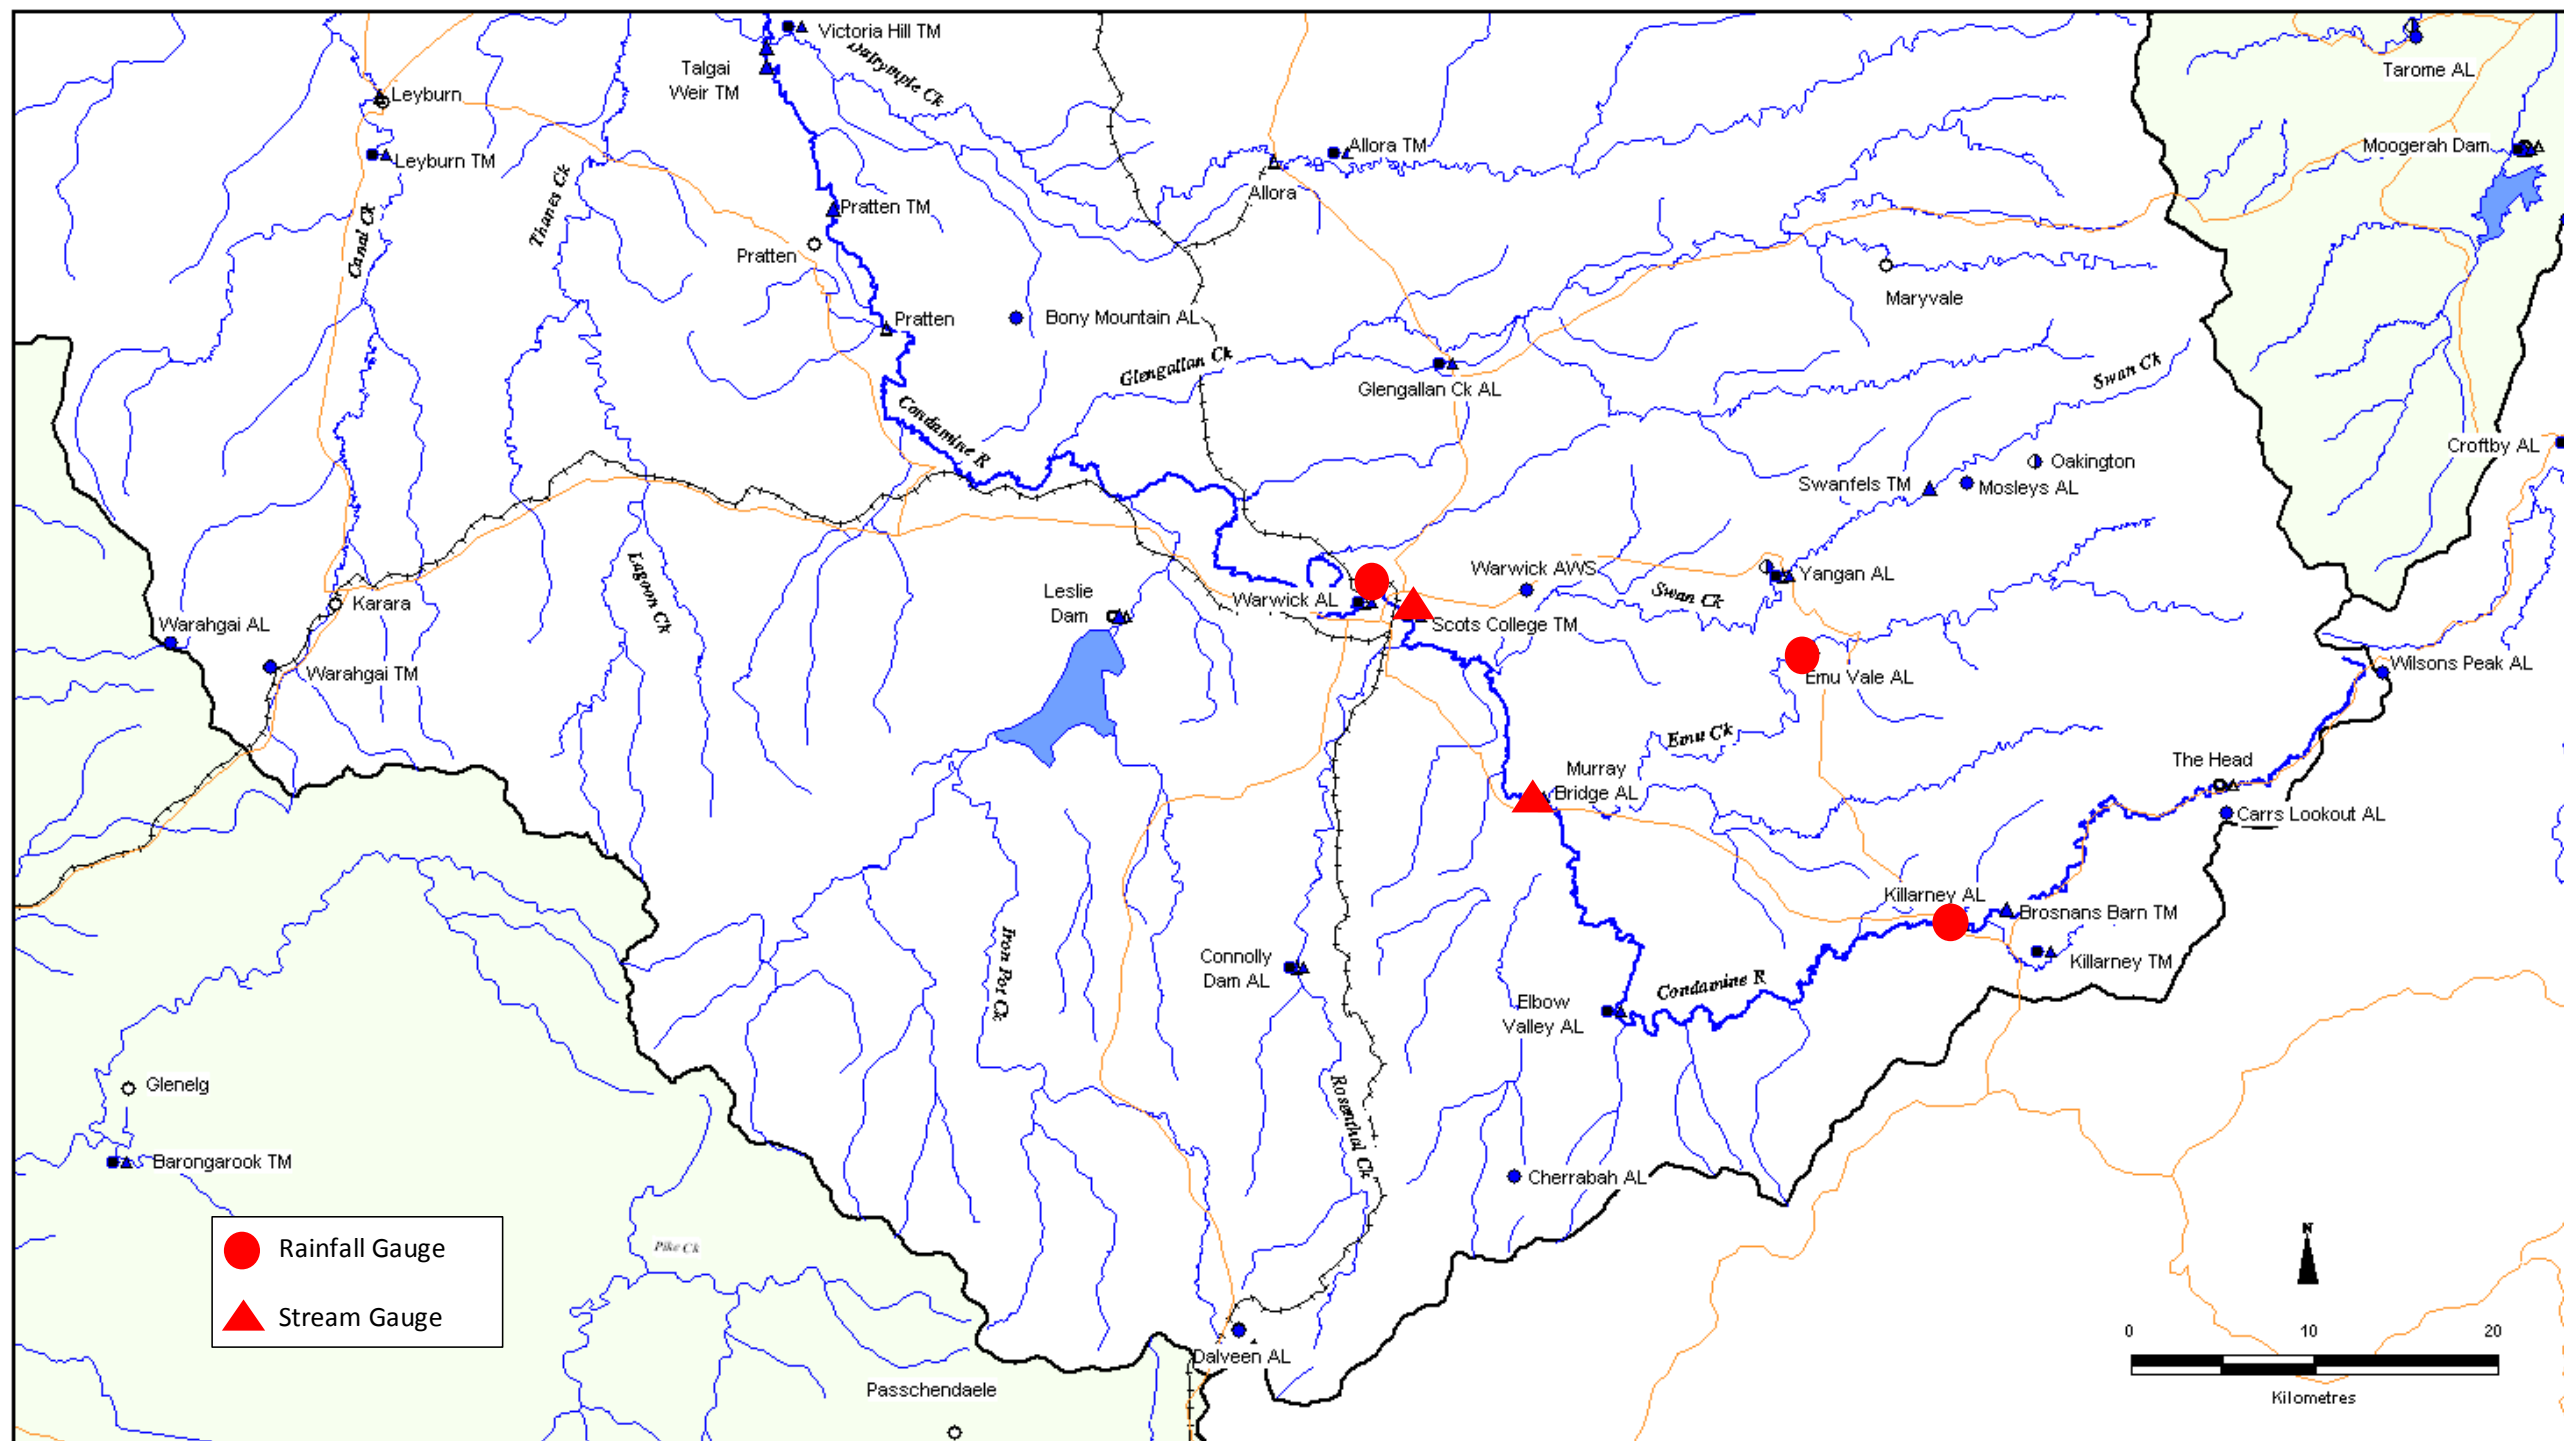 Victoria Hill TM
Dalrymple Ck
Tarome AL
Talgai
Weir TM
Leyburn
Leyburn TM
Allora TM
Moogerah Dam
Allora
Thanes Ck
Canal Ck
Pratten TM
Pratten
Maryvale
Pratten
Bony Mountain AL
Glengallan Ck
Glengallan Ck AL
Swan Ck
Condamine R
Croftby AL
Oakington
Swanfels TM
Mosleys AL
Lagoon Ck
Warwick AWS
Yangan AL
Swan Ck
Leslie
Dam
Warwick AL
Karara
Warahgai AL
Scots College TM
Warahgai TM
Emu Vale AL
Wilsons Peak AL
Emu Ck
The Head
Murray
Bridge AL
Carrs Lookout AL
Killarney AL
Brosnans Barn TM
Iron Pot Ck
Connolly
Dam AL
Killarney TM
Condamine R
Elbow
Valley AL
Glenelg
Rosenthal Ck
Barongarook TM
Cherrabah AL
Rainfall Gauge
Stream Gauge
Pike Ck
N
0 10 20
Kilometres
Dalveen AL
Passchendaele